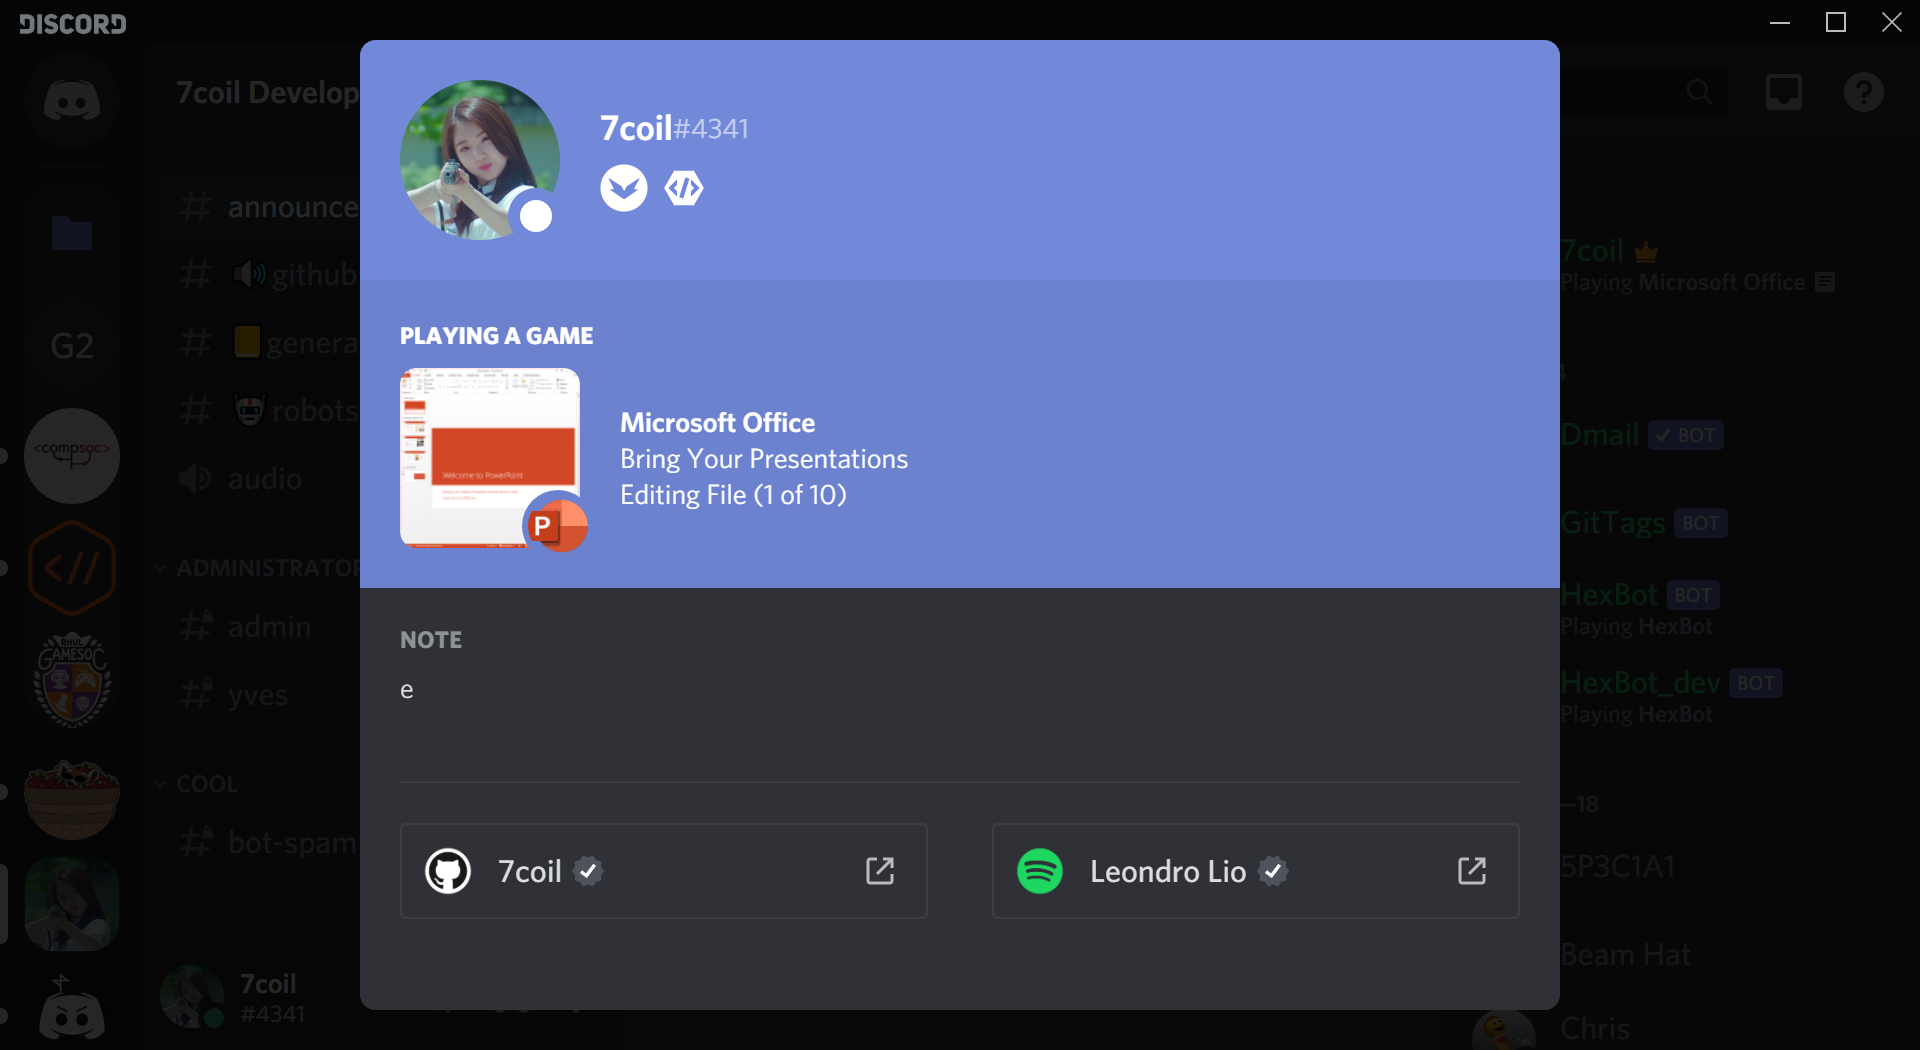 DISCORD
7coil Develop
announce
github
genera
robots
audio
ADMINISTRATOR
admin
yves
COOL
bot-spam
7coil
#4341
G2
<compsoc>
RHUL
GAMESOC
7coil#4341
PLAYING A GAME
Welcome to PowerPoint
P
Microsoft Office
Bring Your Presentations
Editing File (1 of 10)
NOTE
e
7coil
Leondro Lio
7coil
Playing Microsoft Office
Dmail BOT
GitTags BOT
HexBot BOT
Playing HexBot
HexBot_dev BOT
Playing HexBot
—18
5P3C1A1
Beam Hat
Chris